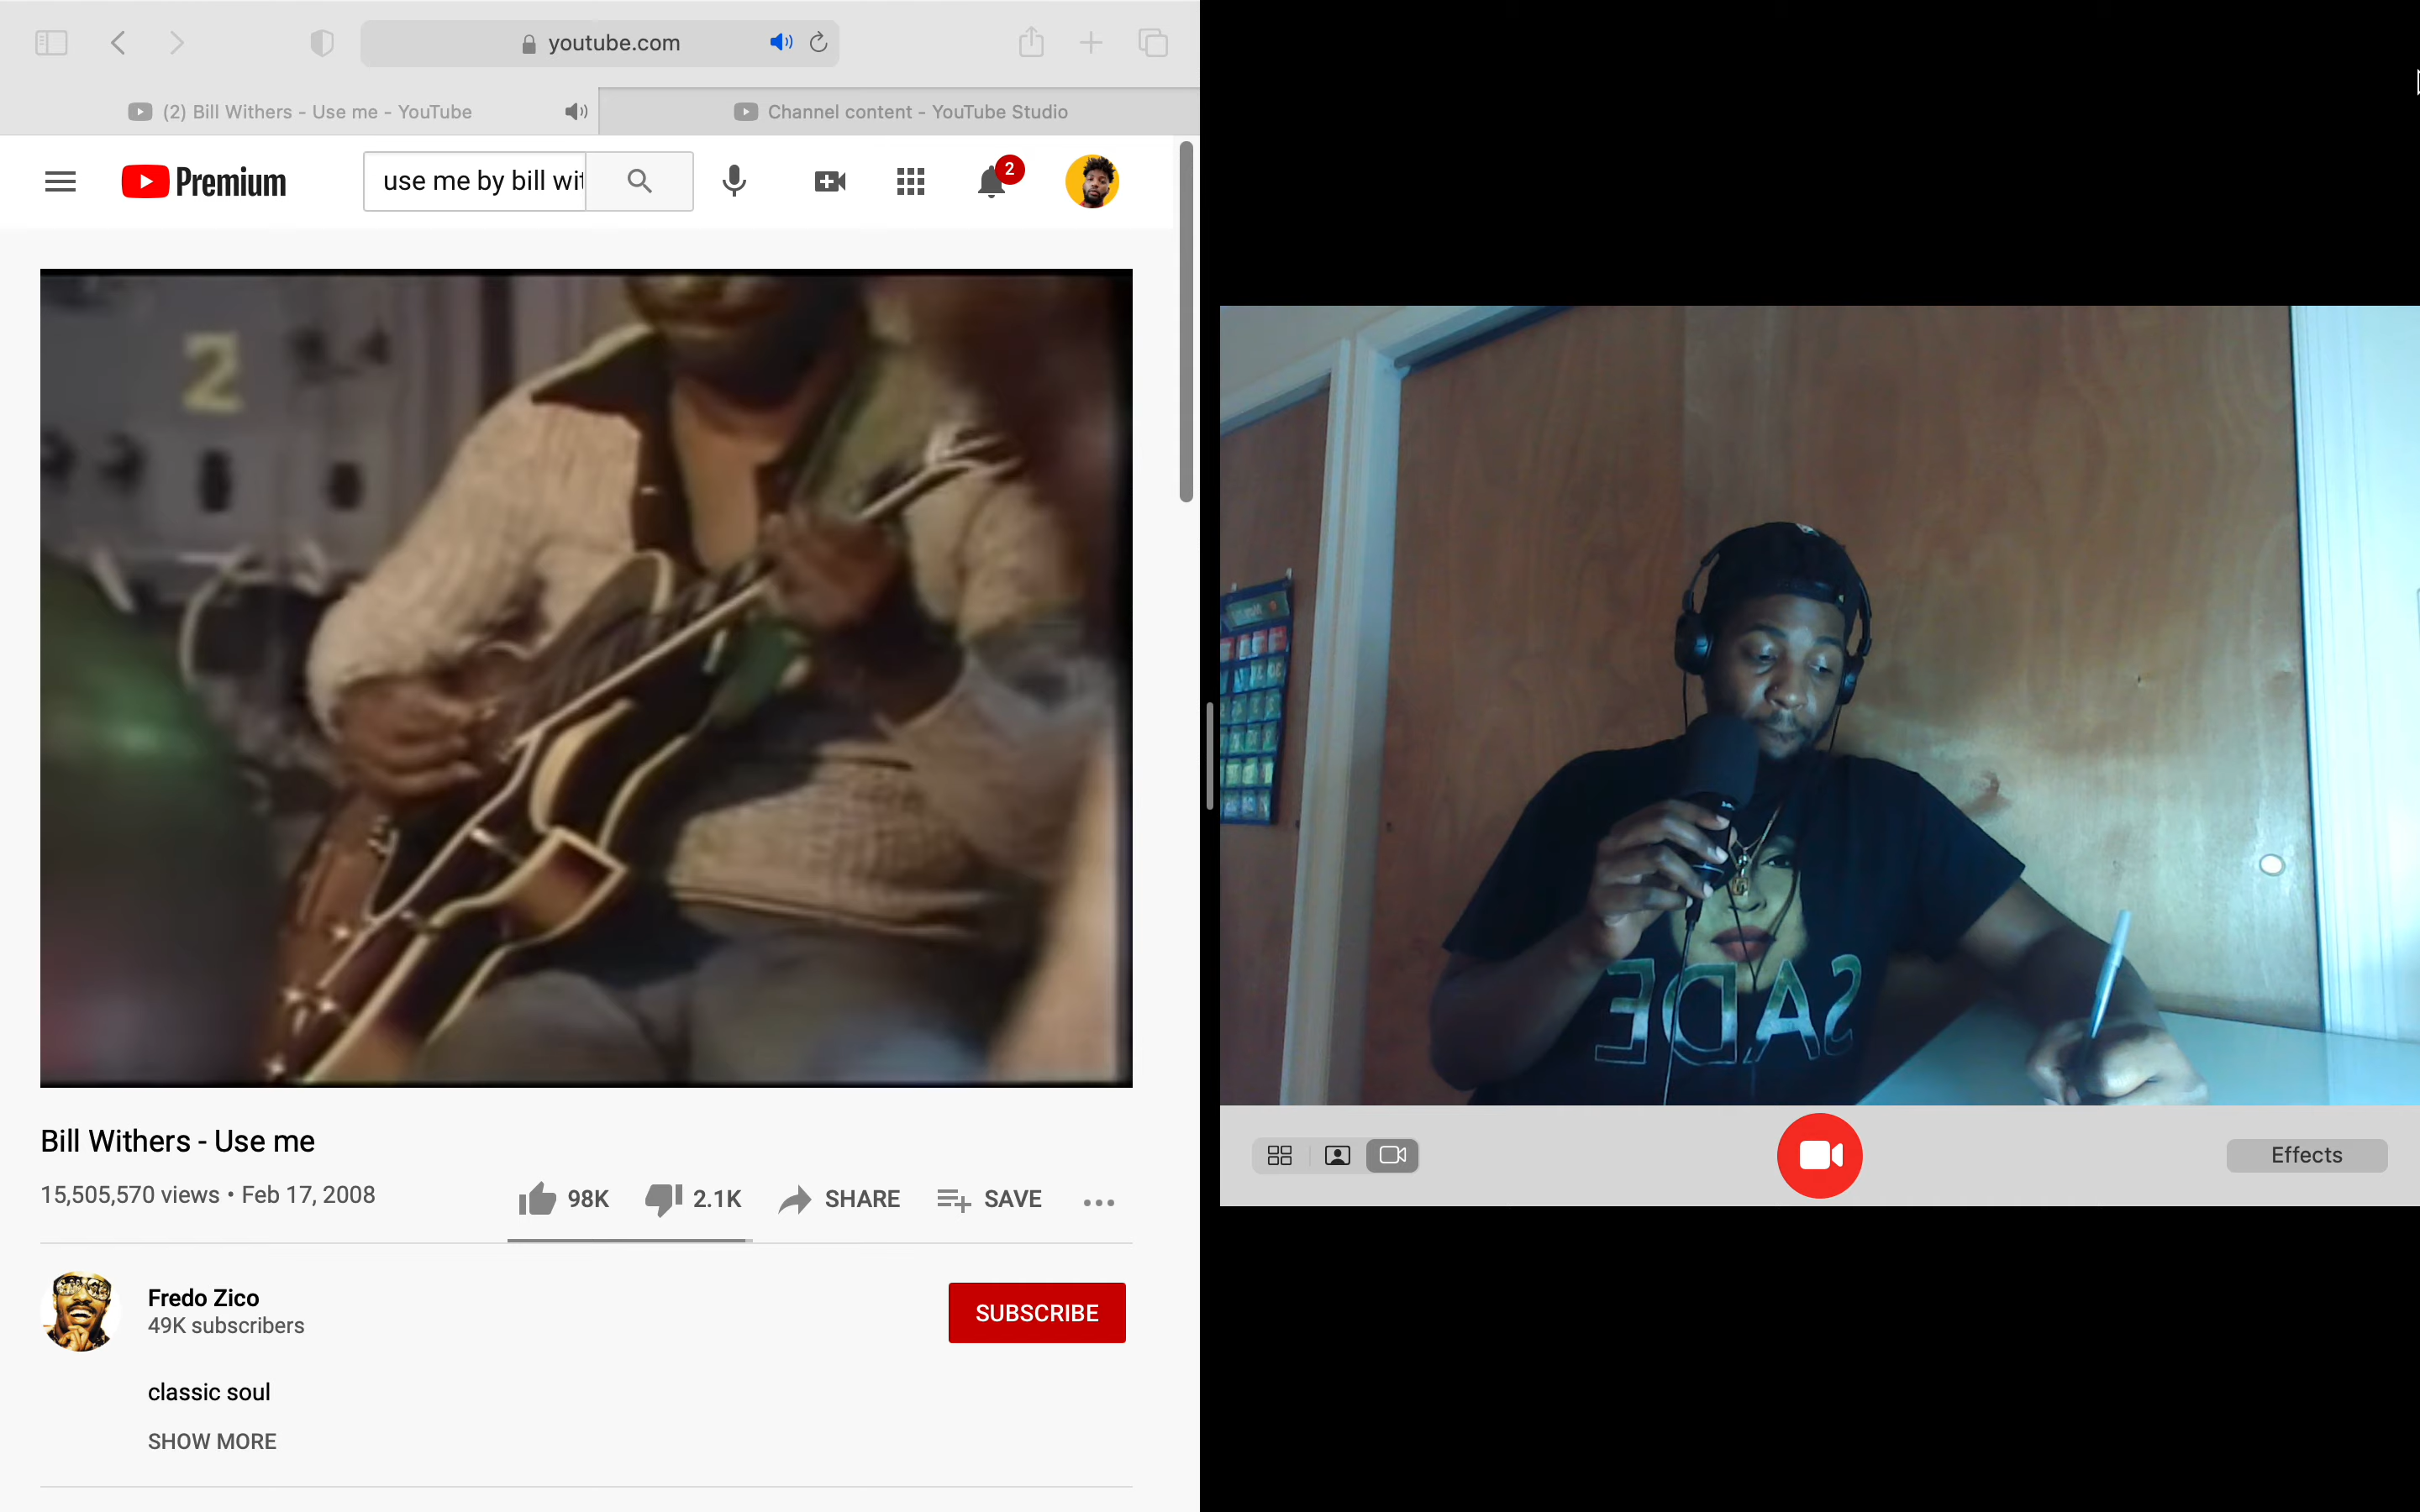 youtube.com
(2) Bill Withers - Use me - YouTube
Channel content - YouTube Studio
Premium
use me by bill wit
2
2
Bill Withers - Use me
15,505,570 views • Feb 17, 2008
98K
2.1K
SHARE
SAVE
Fredo Zico
49K subscribers
SUBSCRIBE
classic soul
SHOW MORE
SADE
Effects